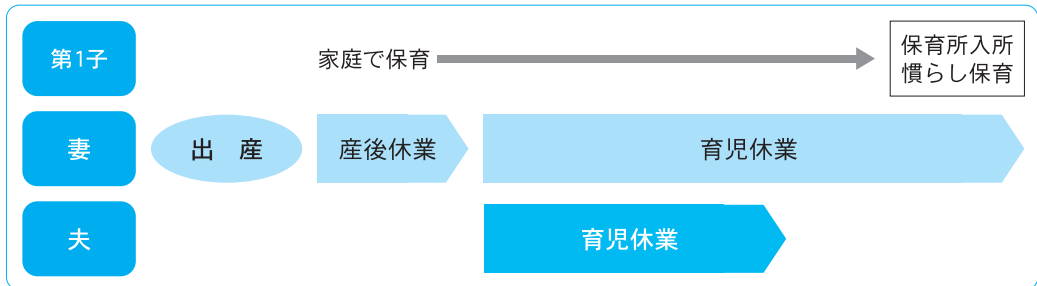 第1子
家庭で保育
保育所入所
慣らし保育
妻
出　産
産後休業
育児休業
夫
育児休業